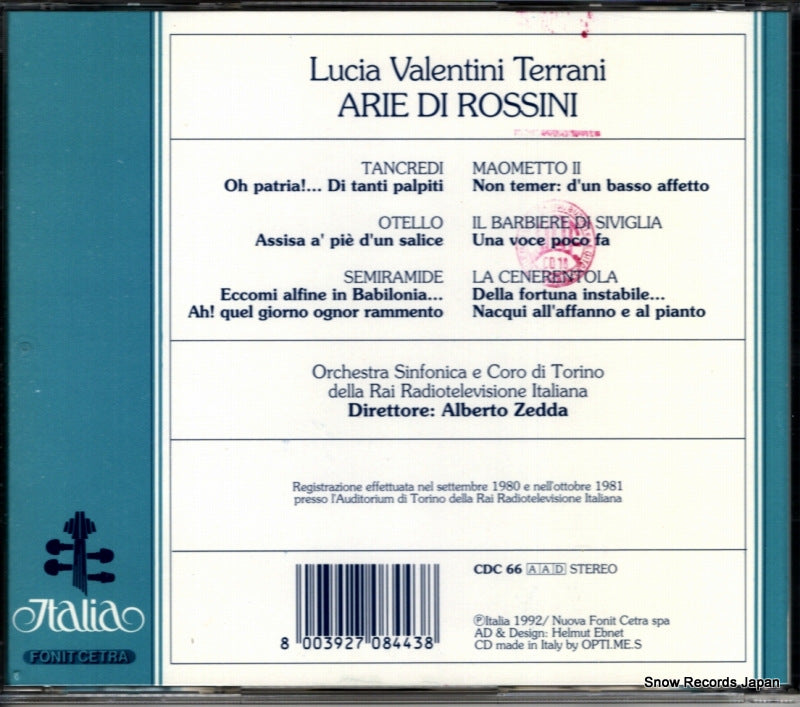 Lucia Valentini Terrani
ARIE DI ROSSINI
TANCREDI
Oh patria!... Di tanti palpiti
OTELLO
Assisa a' piè d'un salice
SEMIRAMIDE
Eccomi alfine in Babilonia...
Ah! quel giorno ognor rammento
MAOMETTO II
Non temer: d'un basso affetto
IL BARBIERE DI SIVIGLIA
Una voce poco fa
LA CENERENTOLA
Della fortuna instabile...
Nacqui all'affanno e al pianto
Orchestra Sinfonica e Coro di Torino
della Rai Radiotelevisione Italiana
Direttore: Alberto Zedda
Registrazione effettuata nel settembre 1980 e nell'ottobre 1981
presso l'Auditorium di Torino della Rai Radiotelevisione Italiana
CDC 66 AAD STEREO
8 003927 084438
℗Italia 1992/ Nuova Fonit Cetra spa
AD & Design: Helmut Ebnet
CD made in Italy by OPTI.ME.S
Italia
FONIT CETRA
Snow Records Japan